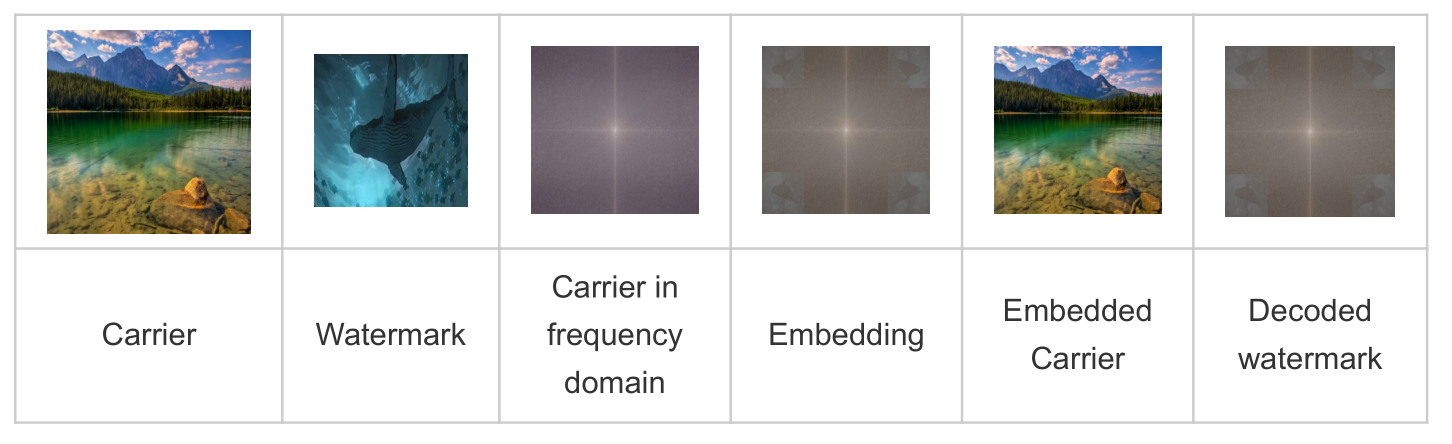 Carrier
Watermark
Carrier in
frequency
domain
Embedding
Embedded
Carrier
Decoded
watermark